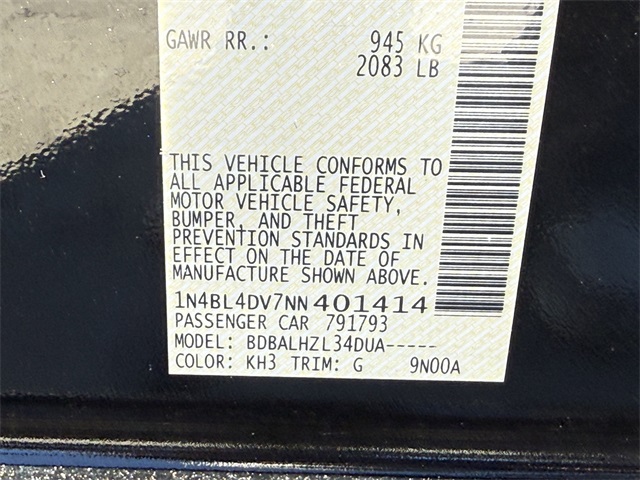 GAWR RR.: 945 KG
2083 LB
THIS VEHICLE CONFORMS TO
ALL APPLICABLE FEDERAL
MOTOR VEHICLE SAFETY,
BUMPER, AND THEFT
PREVENTION STANDARDS IN
EFFECT ON THE DATE OF
MANUFACTURE SHOWN ABOVE.
1N4BL4DV7NN401414
PASSENGER CAR 791793
MODEL: BDBALHZL34DUA-----
COLOR: KH3 TRIM: G 9N00A